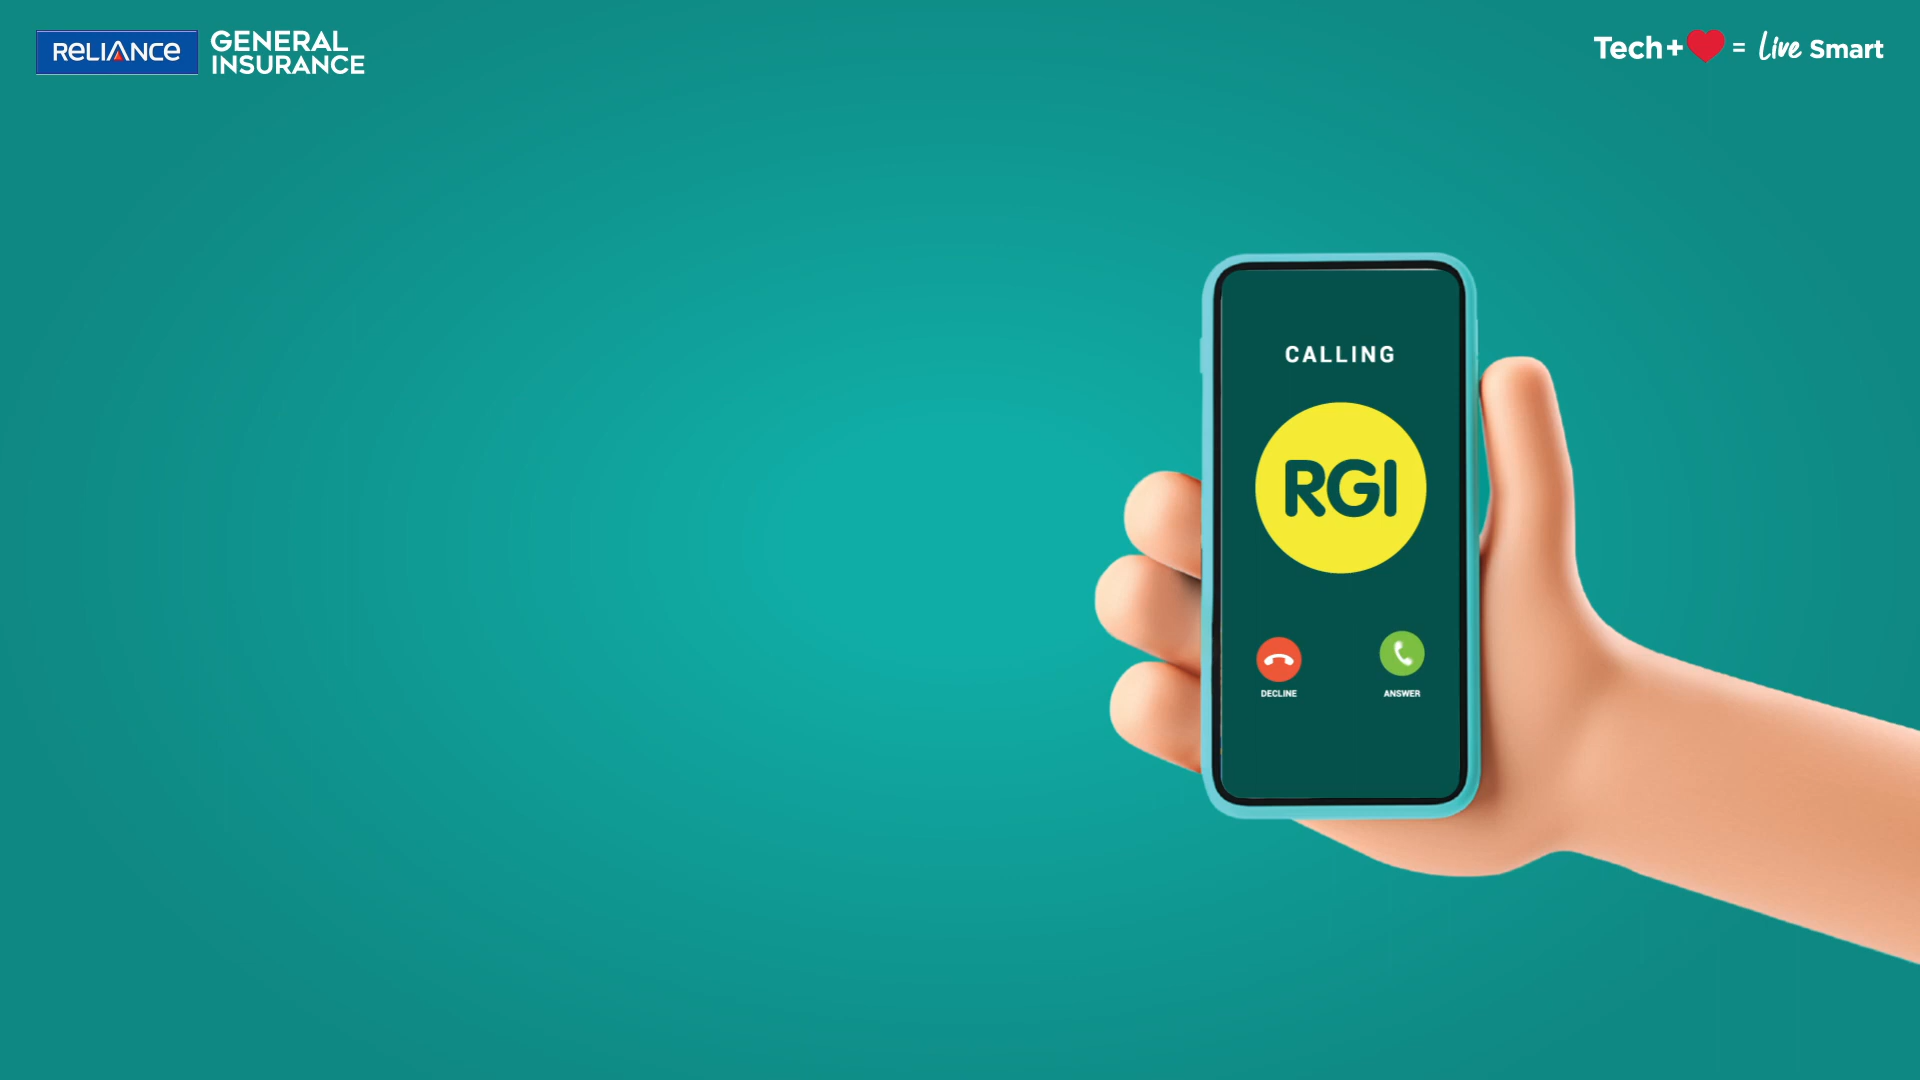 RELIANCE GENERAL
INSURANCE
Tech+ = Live Smart
CALLING
RGI
DECLINE ANSWER